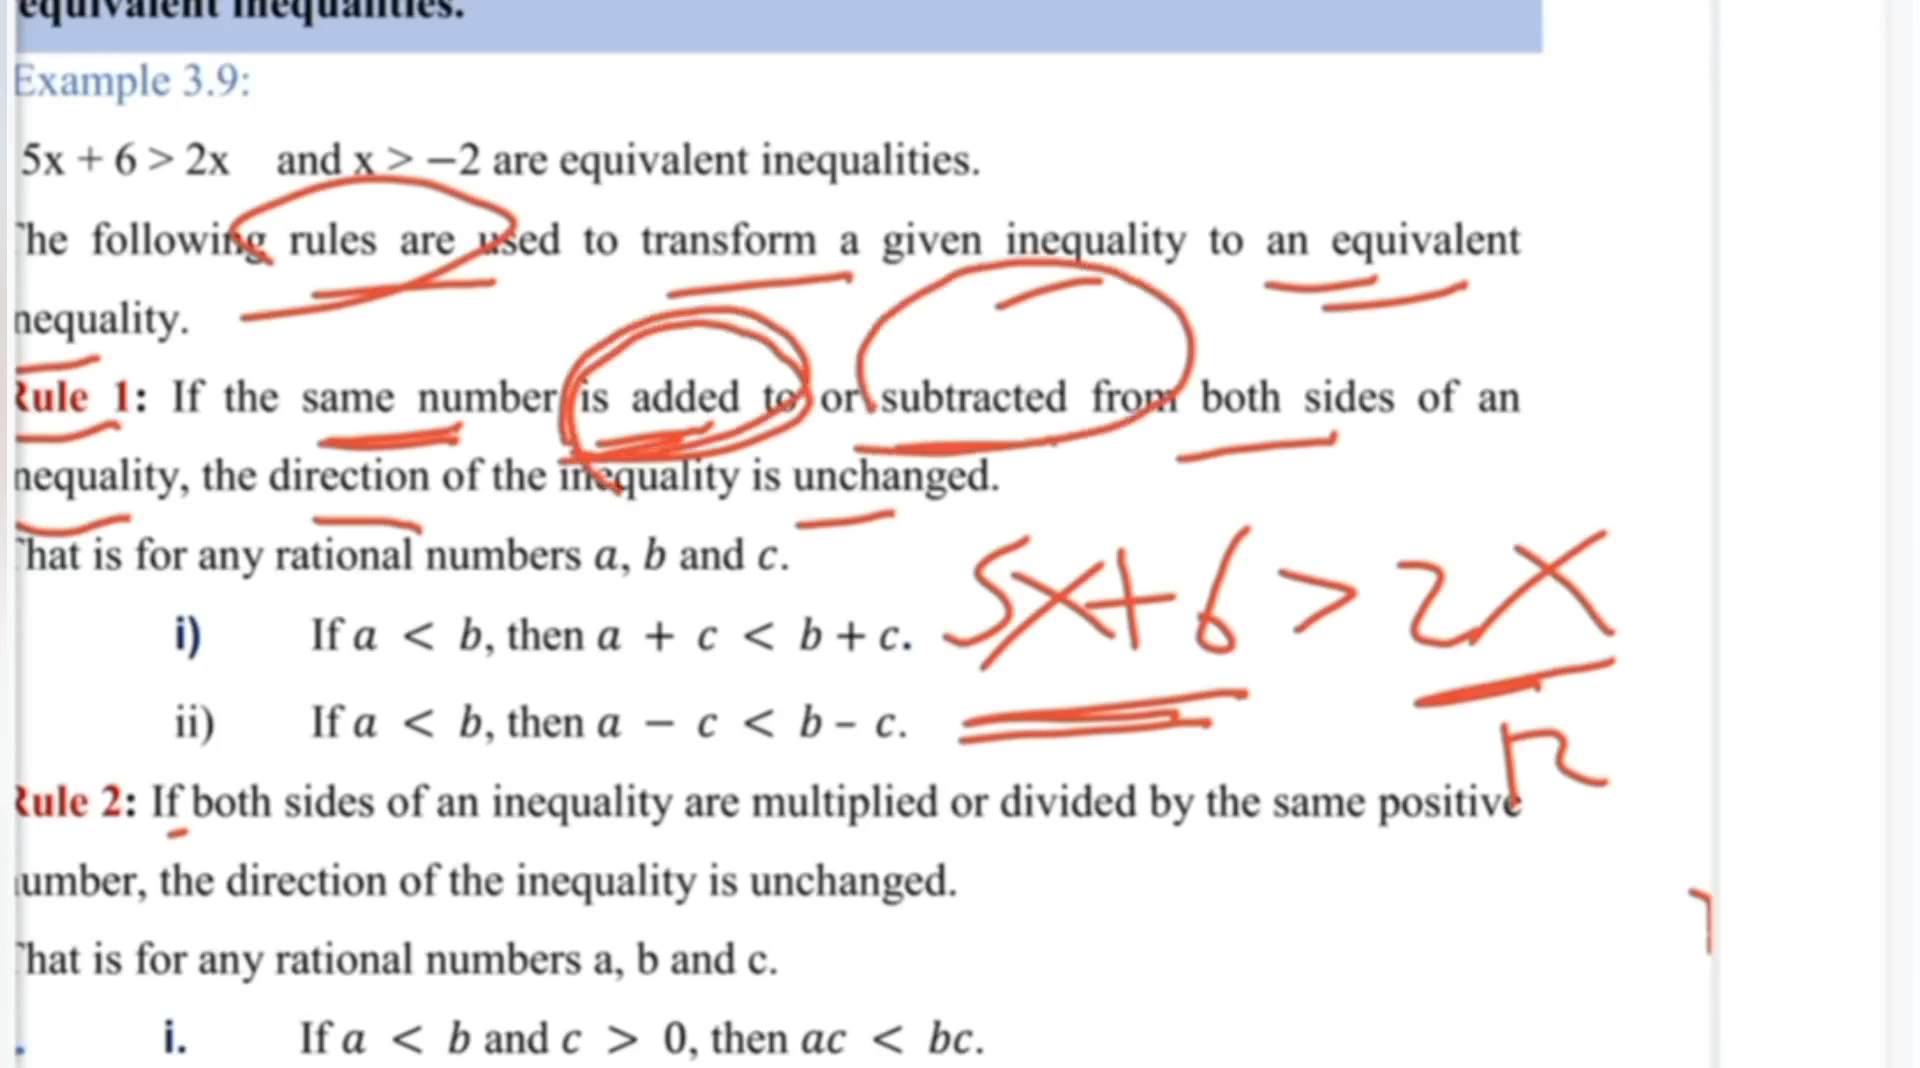 equivalent inequalities.
Example 3.9:
5x + 6 > 2x and x > −2 are equivalent inequalities.
he following rules are used to transform a given inequality to an equivalent
nequality.
Rule 1: If the same number is added to or subtracted from both sides of an
nequality, the direction of the inequality is unchanged.
hat is for any rational numbers a, b and c.
5x+6>2x
i) If a < b, then a + c < b + c.
ii) If a < b, then a − c < b – c.
Rule 2: If both sides of an inequality are multiplied or divided by the same positive
umber, the direction of the inequality is unchanged.
hat is for any rational numbers a, b and c.
i. If a < b and c > 0, then ac < bc.